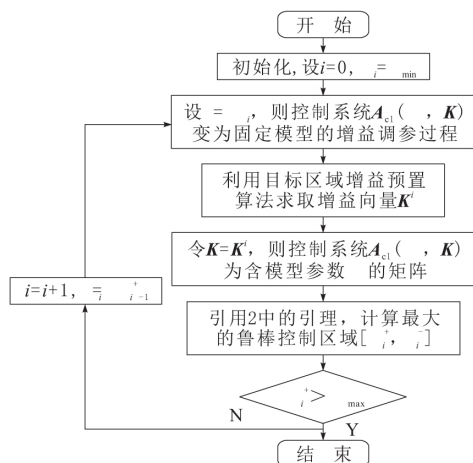 开 始
初始化,设i=0, i= min
设 = i,则控制系统Ac1( ,K)
变为固定模型的增益调参过程
利用目标区域增益预置
算法求取增益向量Kⁱ
令K=Kⁱ,则控制系统Ac1( ,K)
为含模型参数 的矩阵
i=i+1, i= +i-1
引用2中的引理,计算最大
的鲁棒控制区域[ +i, -i]
+i> max
N
Y
结 束